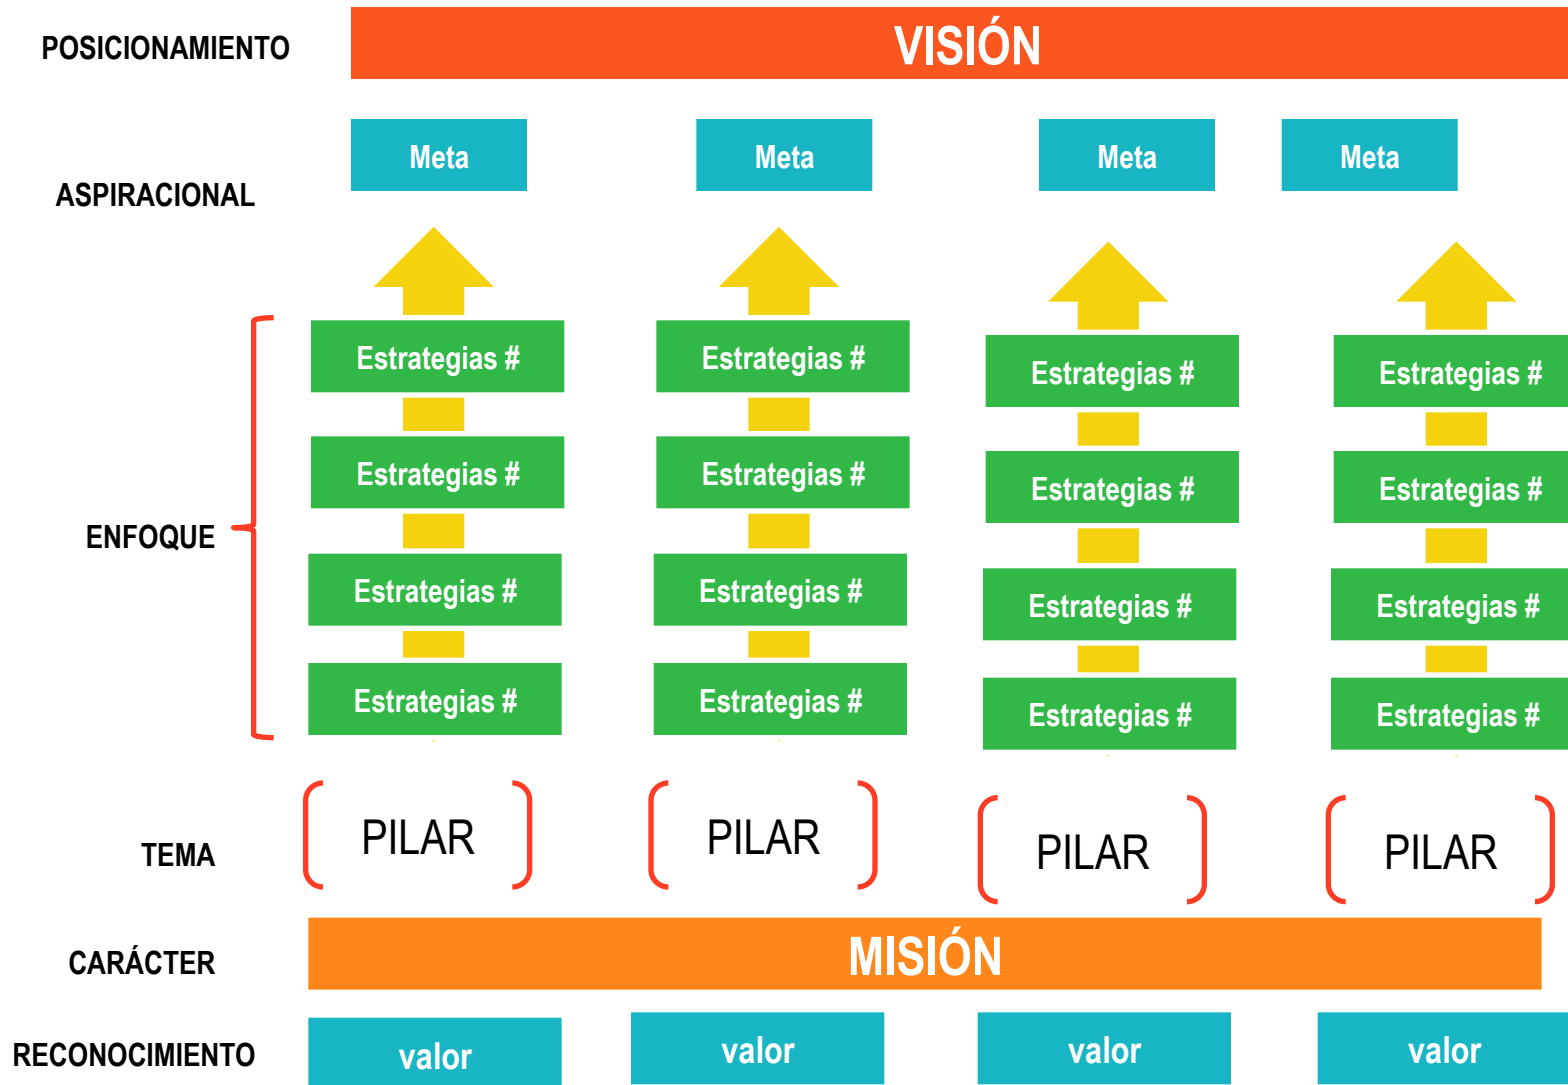 POSICIONAMIENTO
VISIÓN
Meta
Meta
Meta
Meta
ASPIRACIONAL
Estrategias #
Estrategias #
Estrategias #
Estrategias #
Estrategias #
Estrategias #
Estrategias #
Estrategias #
ENFOQUE
Estrategias #
Estrategias #
Estrategias #
Estrategias #
Estrategias #
Estrategias #
Estrategias #
Estrategias #
TEMA
PILAR
PILAR
PILAR
PILAR
CARÁCTER
MISIÓN
RECONOCIMIENTO
valor
valor
valor
valor